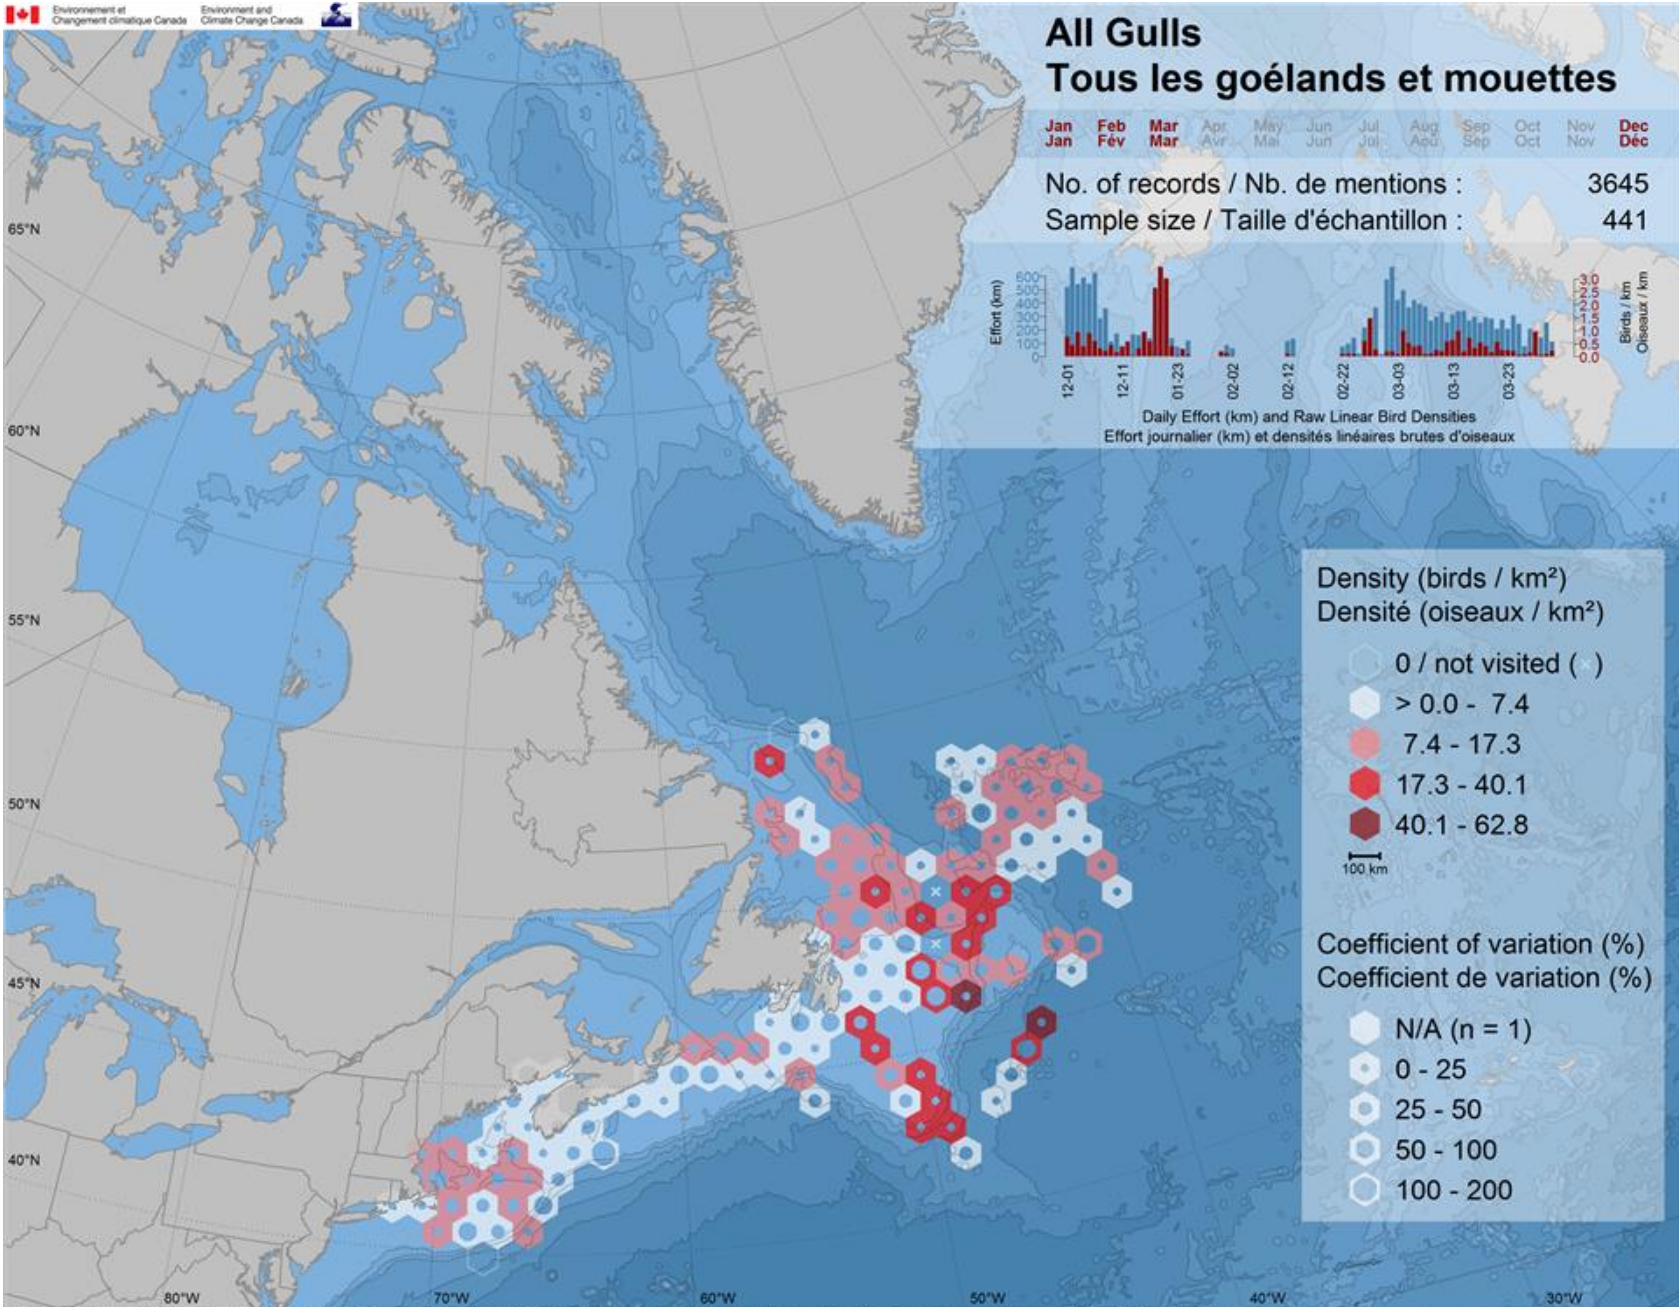 Environnement et
Changement climatique Canada
Environment and
Climate Change Canada
All Gulls
Tous les goélands et mouettes
Jan Feb Mar Apr May Jun Jul Aug Sep Oct Nov Dec
Jan Fév Mar Avr Mai Jun Jul Aoû Sep Oct Nov Déc
No. of records / Nb. de mentions : 3645
Sample size / Taille d'échantillon : 441
Effort (km)
600
500
400
300
200
100
0
3.0
2.5
2.0
1.5
1.0
0.5
0.0
Birds / km
Oiseaux / km
12-01 12-11 01-23 02-02 02-12 02-22 03-03 03-13 03-23
Daily Effort (km) and Raw Linear Bird Densities
Effort journalier (km) et densités linéaires brutes d'oiseaux
65°N
60°N
55°N
50°N
45°N
40°N
Density (birds / km²)
Densité (oiseaux / km²)
0 / not visited (×)
> 0.0 - 7.4
7.4 - 17.3
17.3 - 40.1
40.1 - 62.8
100 km
Coefficient of variation (%)
Coefficient de variation (%)
N/A (n = 1)
0 - 25
25 - 50
50 - 100
100 - 200
80°W 70°W 60°W 50°W 40°W 30°W